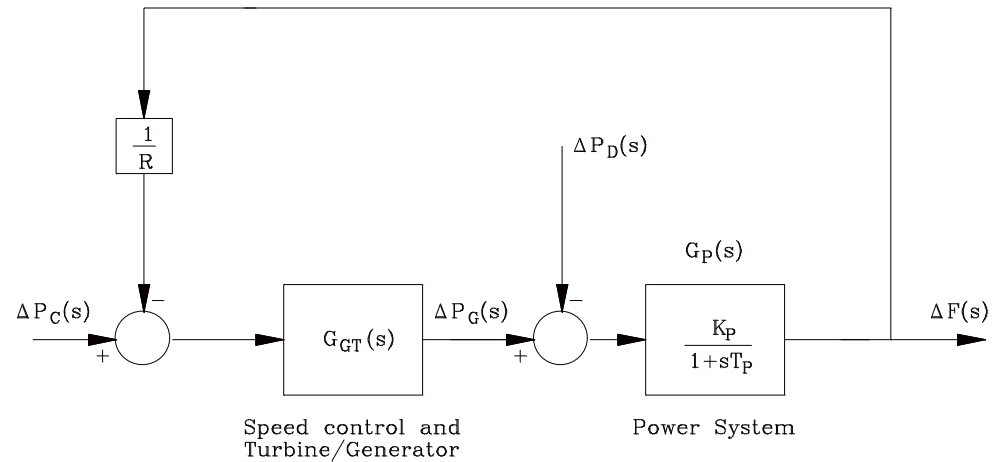 1
R
ΔP_D(s)
G_P(s)
ΔP_C(s)
−
+
G_GT(s)
ΔP_G(s)
−
+
K_P
1+sT_P
ΔF(s)
Speed control and
Turbine/Generator
Power System